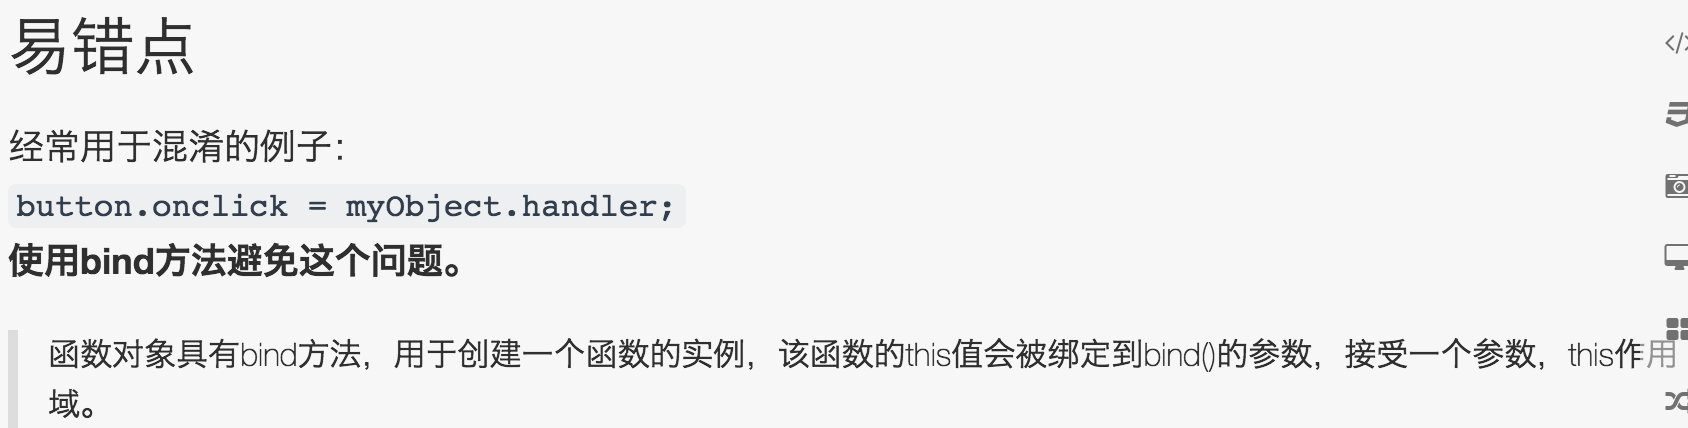 易错点
经常用于混淆的例子：
button.onclick = myObject.handler;
使用bind方法避免这个问题。
函数对象具有bind方法，用于创建一个函数的实例，该函数的this值会被绑定到bind()的参数，接受一个参数，this作用
域。